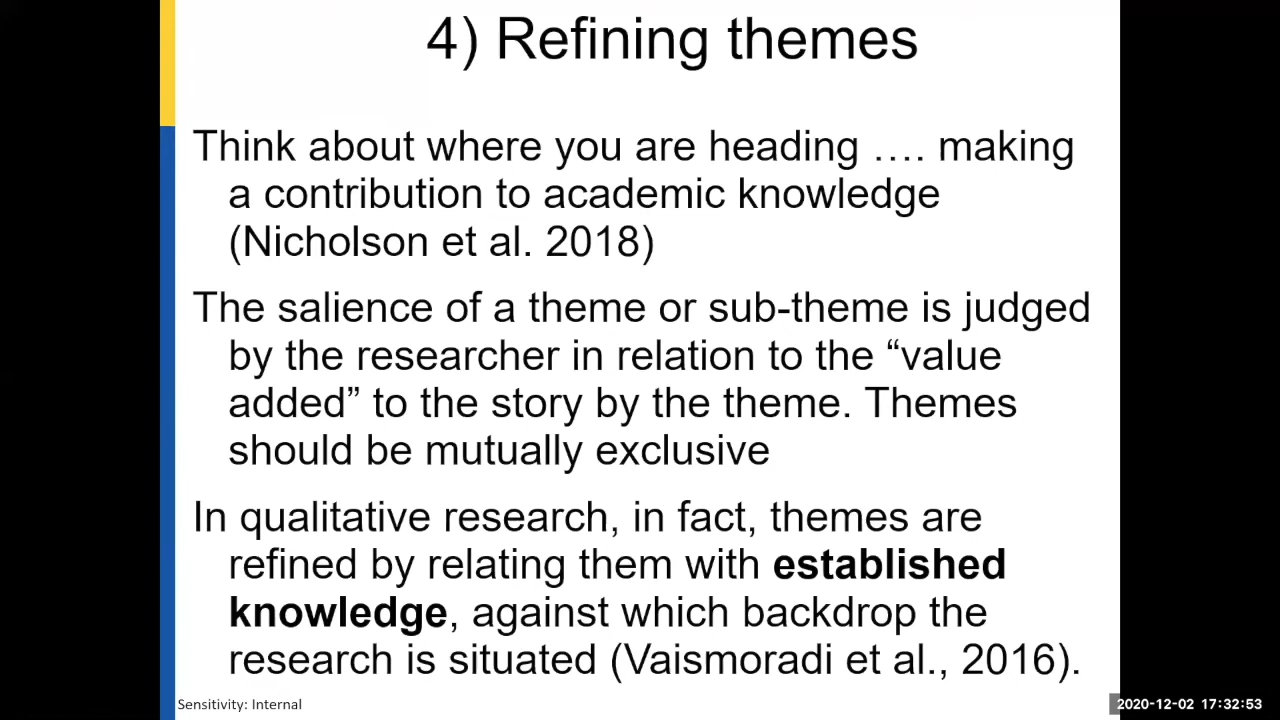 4) Refining themes
Think about where you are heading …. making
a contribution to academic knowledge
(Nicholson et al. 2018)
The salience of a theme or sub-theme is judged
by the researcher in relation to the “value
added” to the story by the theme. Themes
should be mutually exclusive
In qualitative research, in fact, themes are
refined by relating them with established
knowledge, against which backdrop the
research is situated (Vaismoradi et al., 2016).
Sensitivity: Internal
2020-12-02 17:32:53